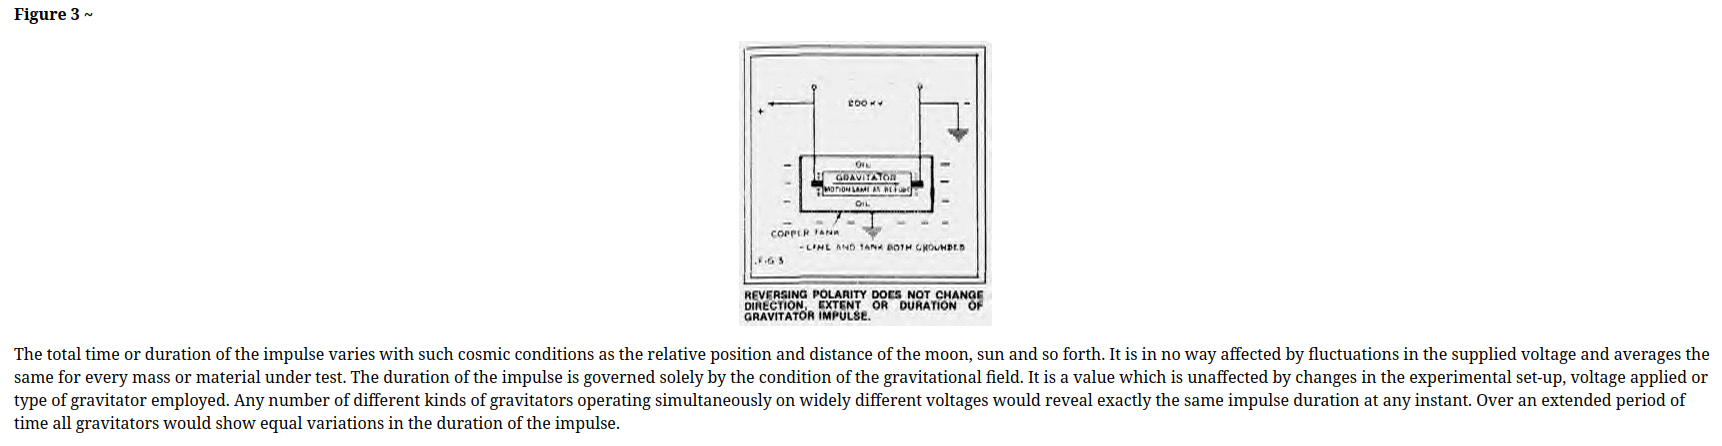 Figure 3 ~
200 KV
+
-
OIL
GRAVITATOR
MOTION SAME AS BEFORE
OIL
COPPER TANK
- LINE AND TANK BOTH GROUNDED
FIG 3
REVERSING POLARITY DOES NOT CHANGE
DIRECTION, EXTENT OR DURATION OF
GRAVITATOR IMPULSE.
The total time or duration of the impulse varies with such cosmic conditions as the relative position and distance of the moon, sun and so forth. It is in no way affected by fluctuations in the supplied voltage and averages the
same for every mass or material under test. The duration of the impulse is governed solely by the condition of the gravitational field. It is a value which is unaffected by changes in the experimental set-up, voltage applied or
type of gravitator employed. Any number of different kinds of gravitators operating simultaneously on widely different voltages would reveal exactly the same impulse duration at any instant. Over an extended period of
time all gravitators would show equal variations in the duration of the impulse.